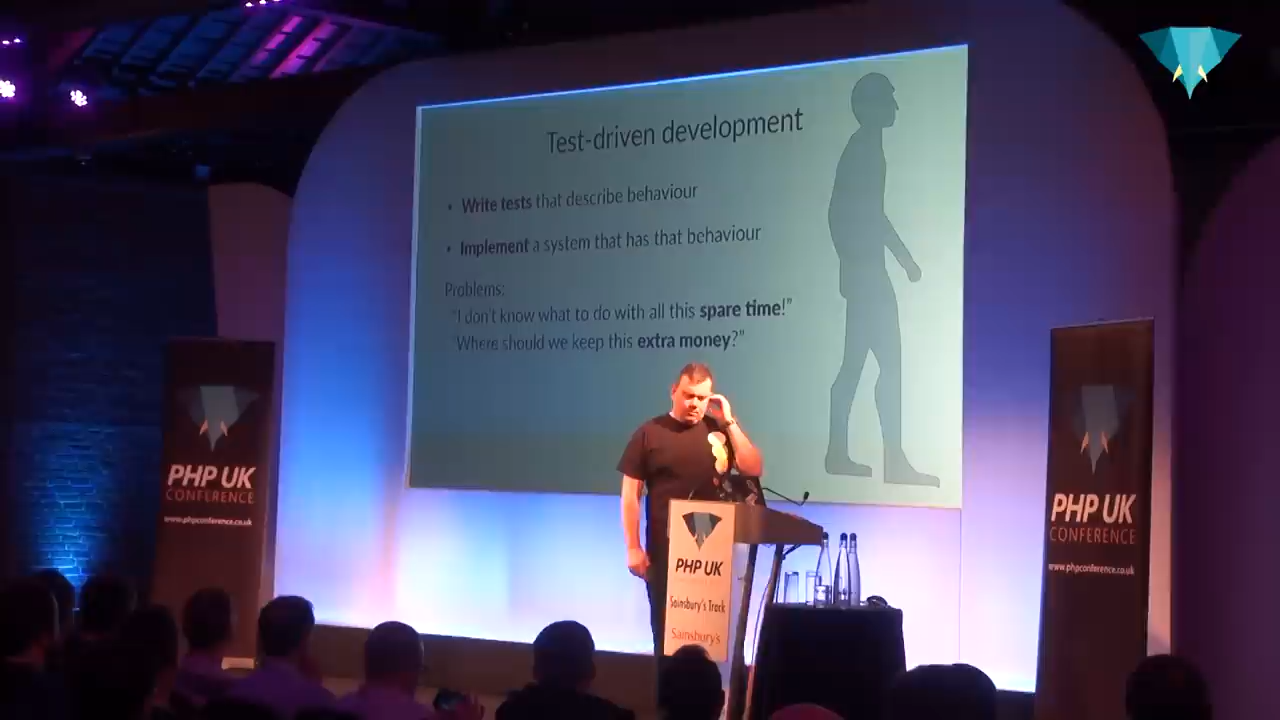 Test-driven development
• Write tests that describe behaviour
• Implement a system that has that behaviour
Problems:
"I don't know what to do with all this spare time!"
"Where should we keep this extra money?"
PHP UK
CONFERENCE
www.phpconference.co.uk
PHP UK
Sainsbury's Track
Sainsbury's
PHP UK
CONFERENCE
www.phpconference.co.uk